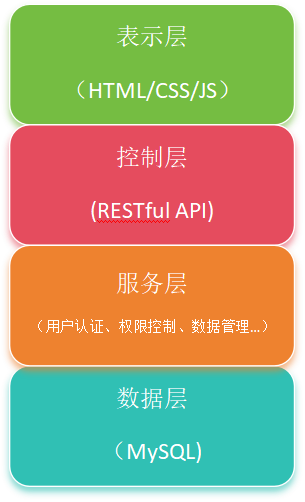 表示层
（HTML/CSS/JS）
控制层
(RESTful API)
服务层
（用户认证、权限控制、数据管理...）
数据层
（MySQL)